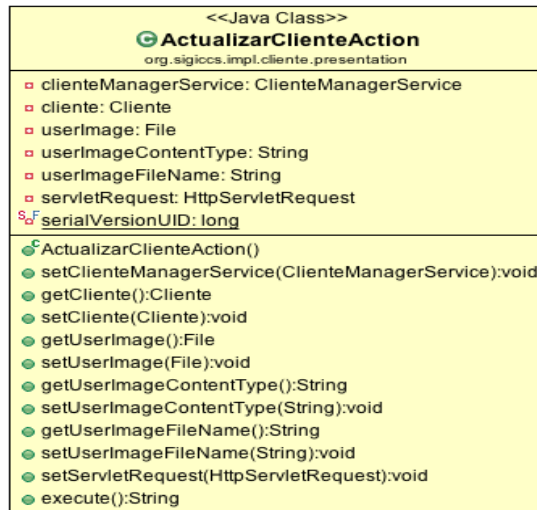 <<Java Class>>
C ActualizarClienteAction
org.sigiccs.impl.cliente.presentation
clienteManagerService: ClienteManagerService
cliente: Cliente
userImage: File
userImageContentType: String
userImageFileName: String
servletRequest: HttpServletRequest
S F serialVersionUID: long
C ActualizarClienteAction()
setClienteManagerService(ClienteManagerService):void
getCliente():Cliente
setCliente(Cliente):void
getUserImage():File
setUserImage(File):void
getUserImageContentType():String
setUserImageContentType(String):void
getUserImageFileName():String
setUserImageFileName(String):void
setServletRequest(HttpServletRequest):void
execute():String